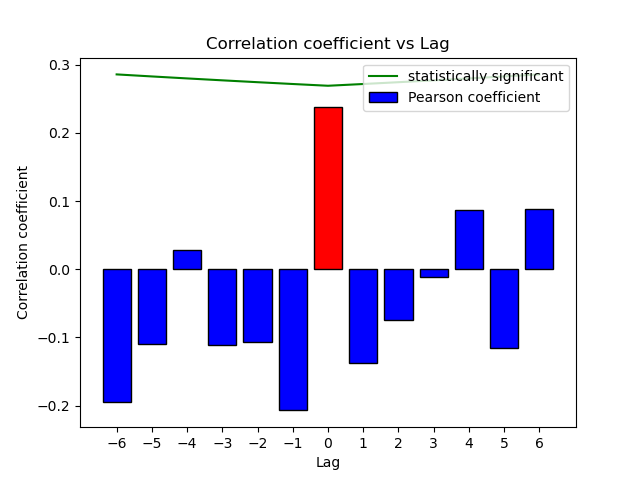 Correlation coefficient vs Lag
statistically significant
Pearson coefficient
Correlation coefficient
0.3
0.2
0.1
0.0
−0.1
−0.2
−6 −5 −4 −3 −2 −1 0 1 2 3 4 5 6
Lag